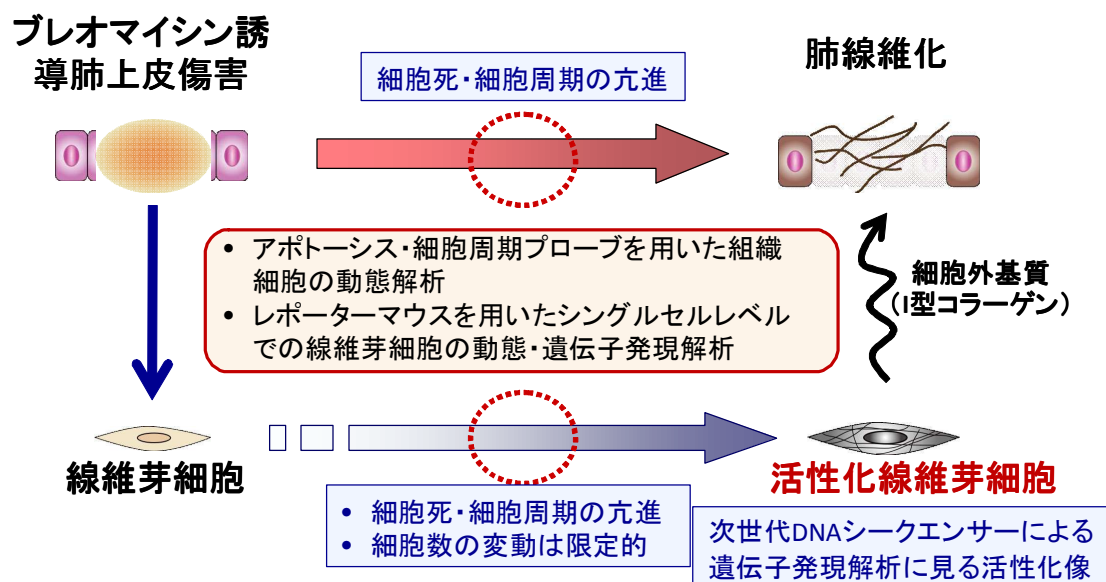 ブレオマイシン誘
導肺上皮傷害
細胞死・細胞周期の亢進
肺線維化
• アポトーシス・細胞周期プローブを用いた組織
細胞の動態解析
• レポーターマウスを用いたシングルセルレベル
での線維芽細胞の動態・遺伝子発現解析
細胞外基質
（I型コラーゲン）
線維芽細胞
活性化線維芽細胞
• 細胞死・細胞周期の亢進
• 細胞数の変動は限定的
次世代DNAシークエンサーによる
遺伝子発現解析に見る活性化像